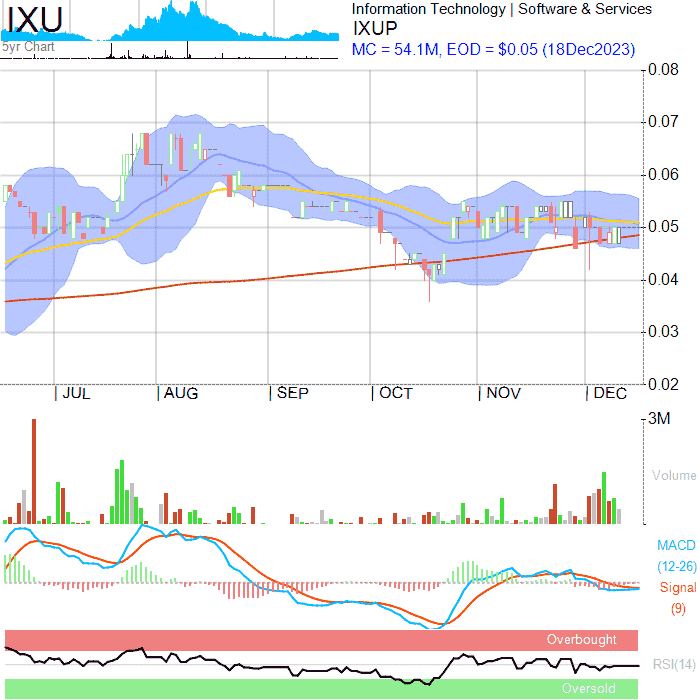 IXU
5yr Chart
Information Technology | Software & Services
IXUP
MC = 54.1M, EOD = $0.05 (18Dec2023)
0.08
0.07
0.06
0.05
0.04
0.03
0.02
JUL
AUG
SEP
OCT
NOV
DEC
3M
Volume
MACD
(12-26)
Signal
(9)
Overbought
RSI(14)
Oversold